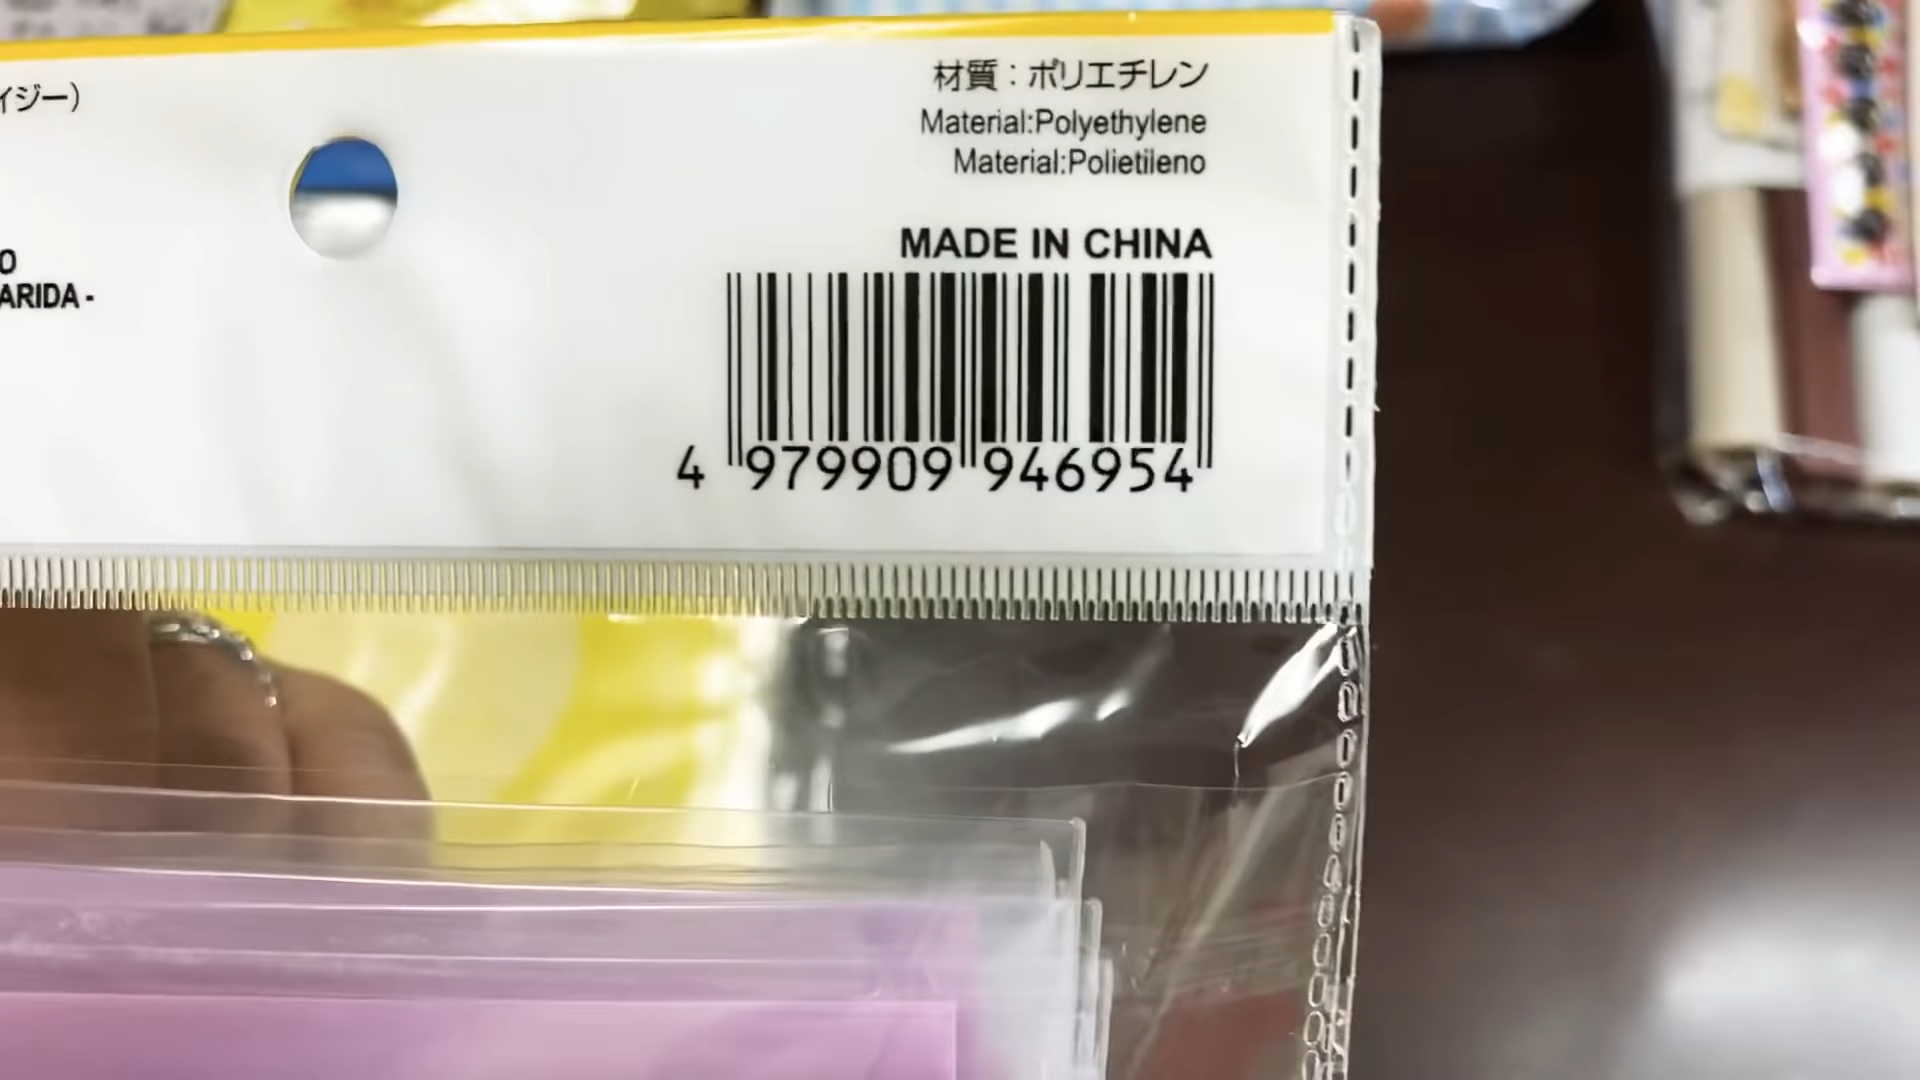 イジー)
材質：ポリエチレン
Material:Polyethylene
Material:Polietileno
O
ARIDA -
MADE IN CHINA
4 979909 946954